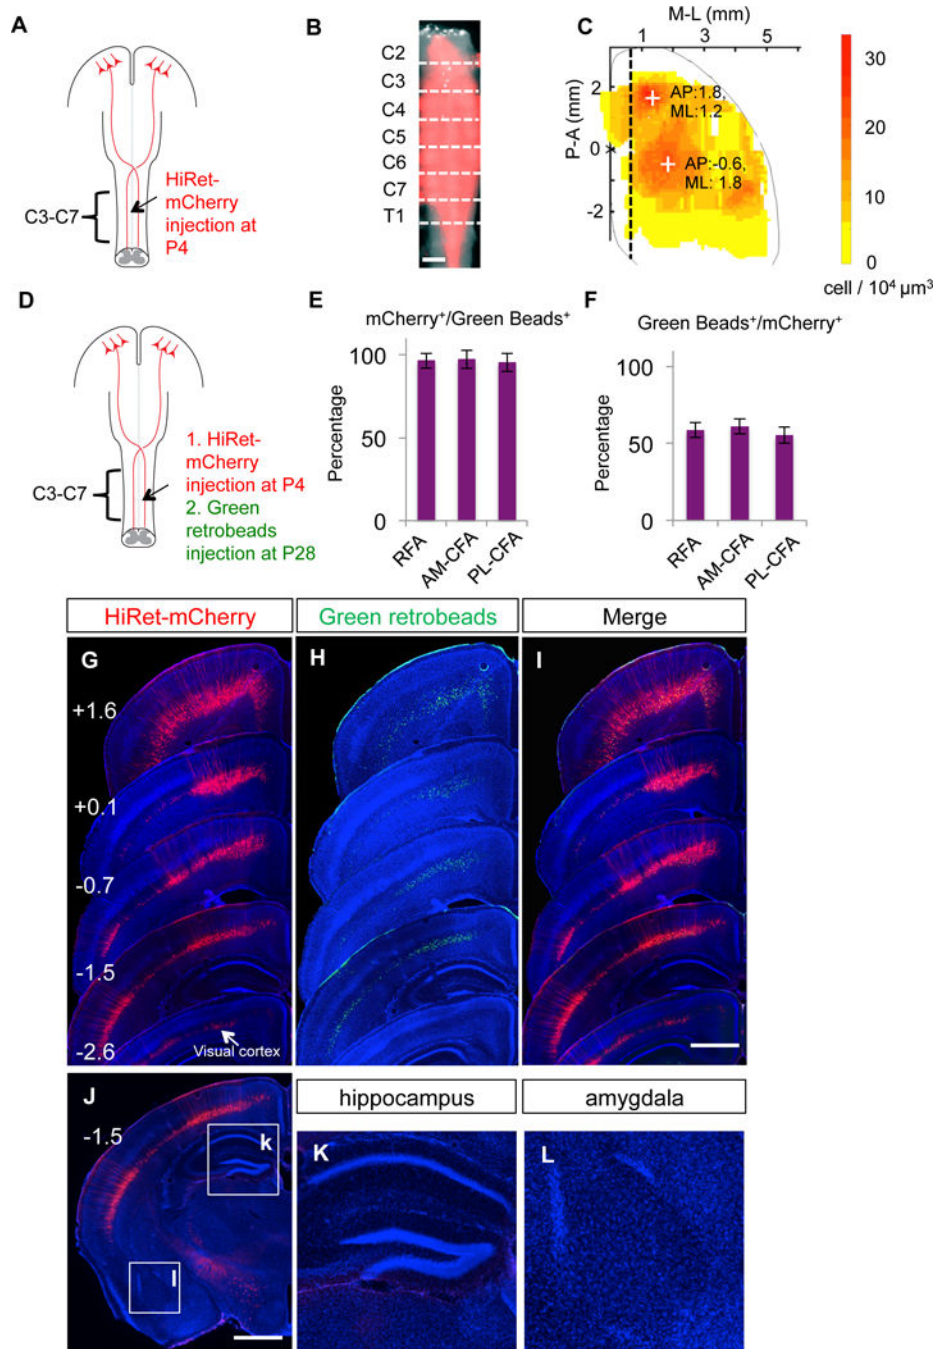 A
C3-C7
HiRet-
mCherry
injection at
P4
B
C2
C3
C4
C5
C6
C7
T1
C
M-L (mm)
1
3
5
P-A (mm)
2
0
-2
AP:1.8,
ML:1.2
AP:-0.6,
ML: 1.8
30
20
10
0
cell / 10⁴ µm³
D
C3-C7
1. HiRet-
mCherry
injection at P4
2. Green
retrobeads
injection at P28
E
mCherry⁺/Green Beads⁺
Percentage
100
50
0
RFA
AM-CFA
PL-CFA
F
Green Beads⁺/mCherry⁺
Percentage
100
50
0
RFA
AM-CFA
PL-CFA
HiRet-mCherry
Green retrobeads
Merge
G
H
I
+1.6
+0.1
-0.7
-1.5
-2.6
Visual cortex
J
-1.5
k
l
hippocampus
amygdala
K
L